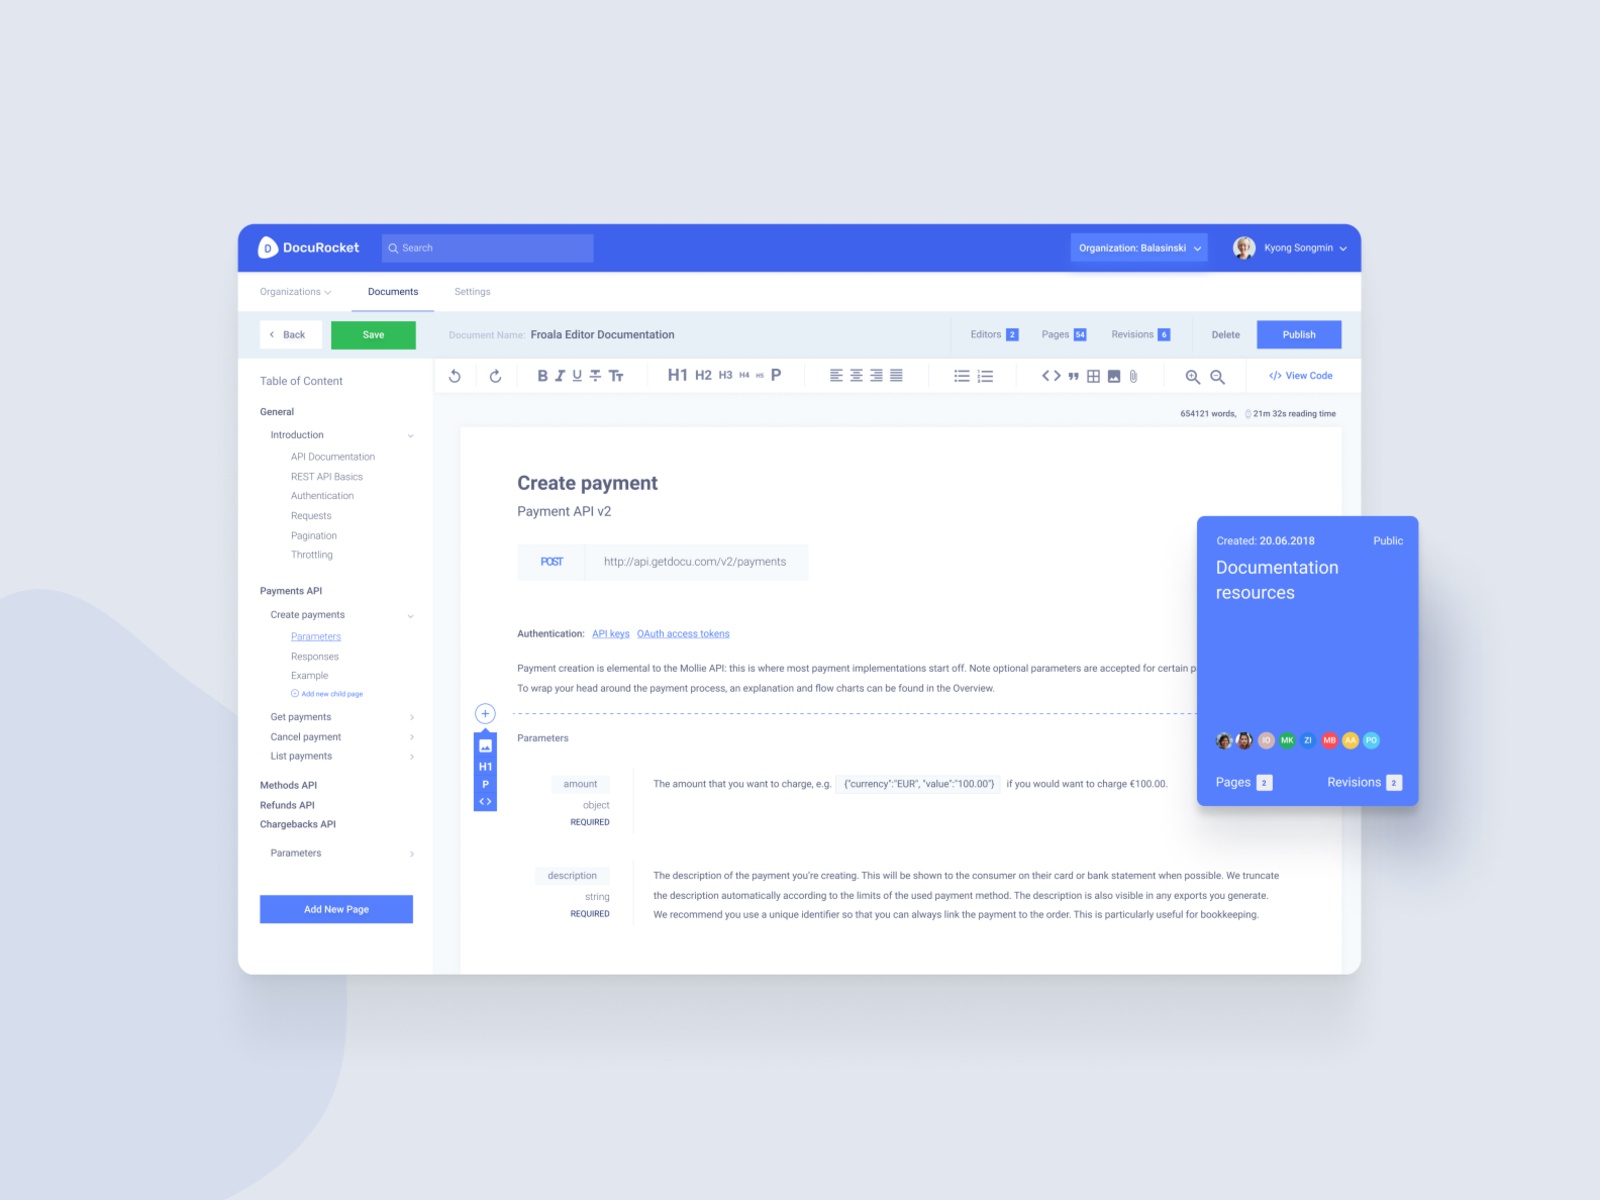 D DocuRocket
Search
Organization: Balasinski
Kyong Songmin
Organizations
Documents
Settings
Back
Save
Document Name: Froala Editor Documentation
Editors 2
Pages 54
Revisions 6
Delete
Publish
Table of Content
General
Introduction
API Documentation
REST API Basics
Authentication
Requests
Pagination
Throttling
Payments API
Create payments
Parameters
Responses
Example
Add new child page
Get payments
Cancel payment
List payments
Methods API
Refunds API
Chargebacks API
Parameters
Add New Page
B I U T TT
H1 H2 H3 H4 H5 P
</> View Code
654121 words, 21m 32s reading time
Create payment
Payment API v2
POST http://api.getdocu.com/v2/payments
Authentication: API keys OAuth access tokens
Payment creation is elemental to the Mollie API: this is where most payment implementations start off. Note optional parameters are accepted for certain p
To wrap your head around the payment process, an explanation and flow charts can be found in the Overview.
H1
P
<>
Parameters
amount
object
REQUIRED
The amount that you want to charge, e.g. {"currency":"EUR", "value":"100.00"} if you would want to charge €100.00.
description
string
REQUIRED
The description of the payment you're creating. This will be shown to the consumer on their card or bank statement when possible. We truncate
the description automatically according to the limits of the used payment method. The description is also visible in any exports you generate.
We recommend you use a unique identifier so that you can always link the payment to the order. This is particularly useful for bookkeeping.
Created: 20.06.2018
Public
Documentation
resources
IO MK ZI MB AA PO
Pages 2
Revisions 2